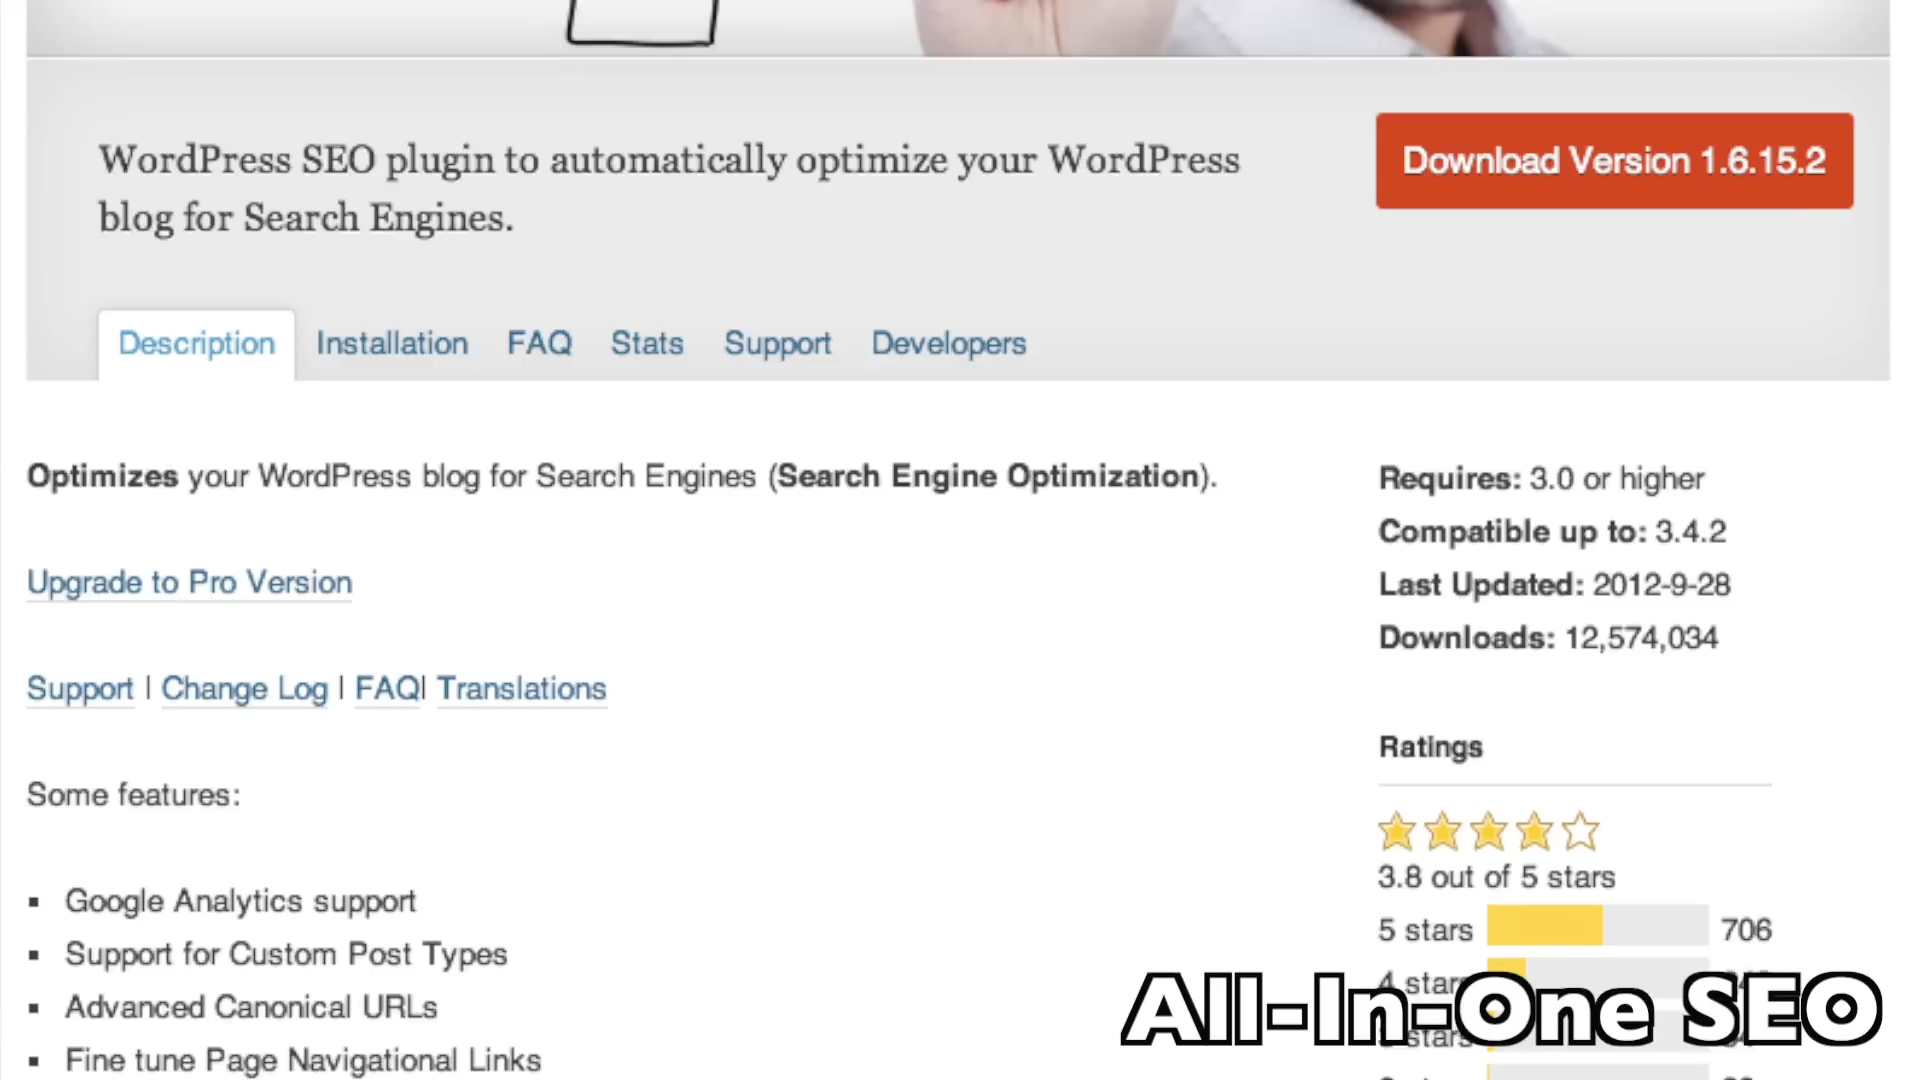 WordPress SEO plugin to automatically optimize your WordPress
blog for Search Engines.
Download Version 1.6.15.2
Description Installation FAQ Stats Support Developers
Optimizes your WordPress blog for Search Engines (Search Engine Optimization).
Upgrade to Pro Version
Support | Change Log | FAQ| Translations
Some features:
▪ Google Analytics support
▪ Support for Custom Post Types
▪ Advanced Canonical URLs
▪ Fine tune Page Navigational Links
Requires: 3.0 or higher
Compatible up to: 3.4.2
Last Updated: 2012-9-28
Downloads: 12,574,034
Ratings
3.8 out of 5 stars
5 stars 706
4 stars
stars
All-In-One SEO